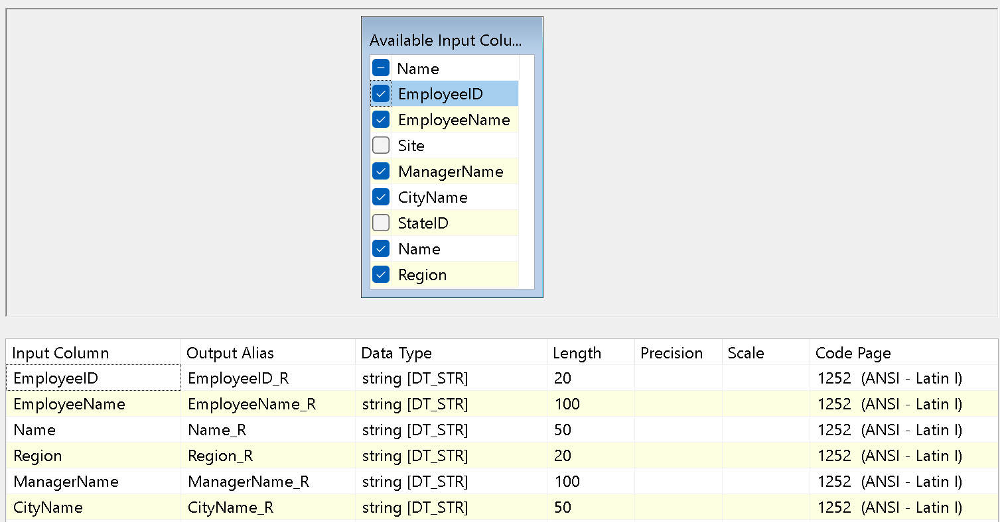 Available Input Colu...
Name
EmployeeID
EmployeeName
Site
ManagerName
CityName
StateID
Name
Region
Input Column Output Alias Data Type Length Precision Scale Code Page
EmployeeID EmployeeID_R string [DT_STR] 20 1252 (ANSI - Latin I)
EmployeeName EmployeeName_R string [DT_STR] 100 1252 (ANSI - Latin I)
Name Name_R string [DT_STR] 50 1252 (ANSI - Latin I)
Region Region_R string [DT_STR] 20 1252 (ANSI - Latin I)
ManagerName ManagerName_R string [DT_STR] 100 1252 (ANSI - Latin I)
CityName CityName_R string [DT_STR] 50 1252 (ANSI - Latin I)